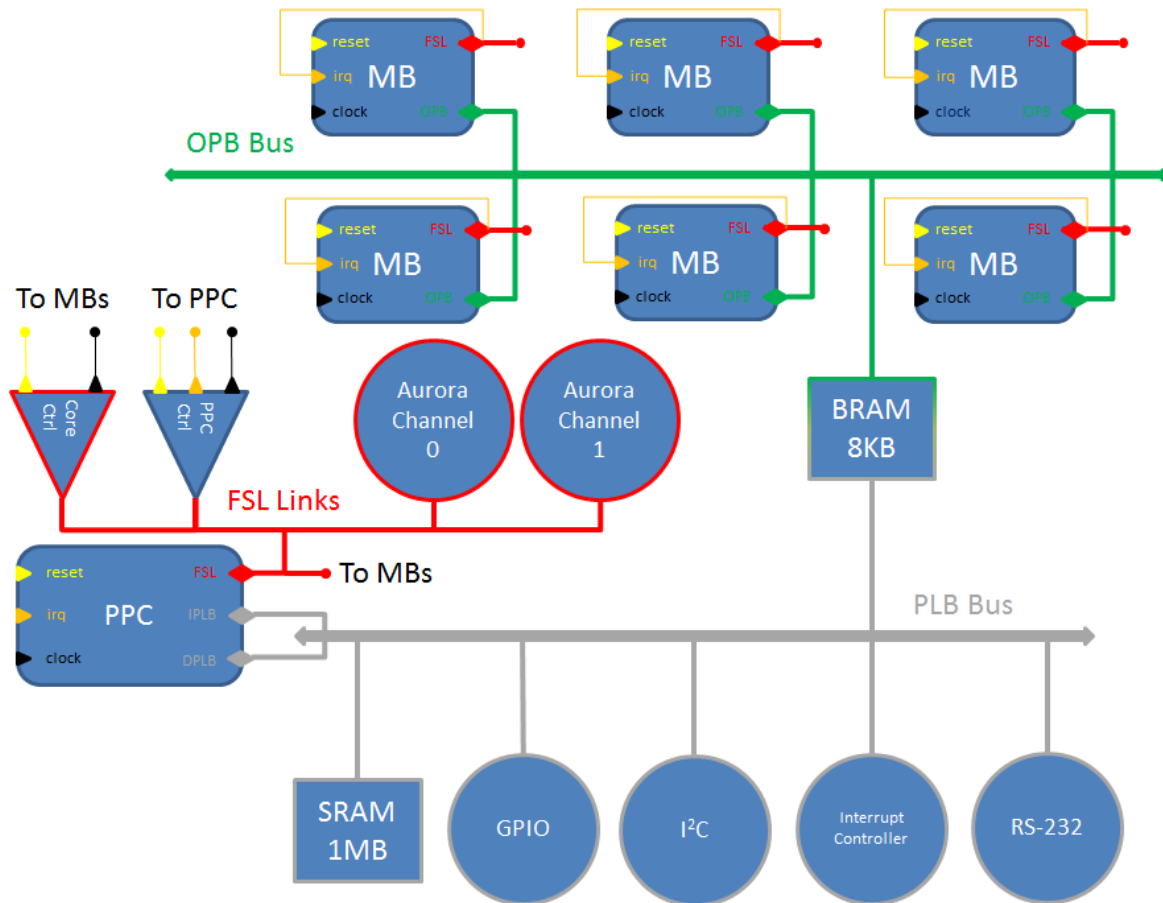 reset FSL
irq MB
clock OPB
reset FSL
irq MB
clock OPB
reset FSL
irq MB
clock OPB
OPB Bus
reset FSL
irq MB
clock OPB
reset FSL
irq MB
clock OPB
reset FSL
irq MB
clock OPB
To MBs
To PPC
Core
Ctrl
PPC
Ctrl
Aurora
Channel
0
Aurora
Channel
1
BRAM
8KB
FSL Links
reset FSL
irq PPC IPLB
clock DPLB
To MBs
PLB Bus
SRAM
1MB
GPIO
I²C
Interrupt
Controller
RS-232